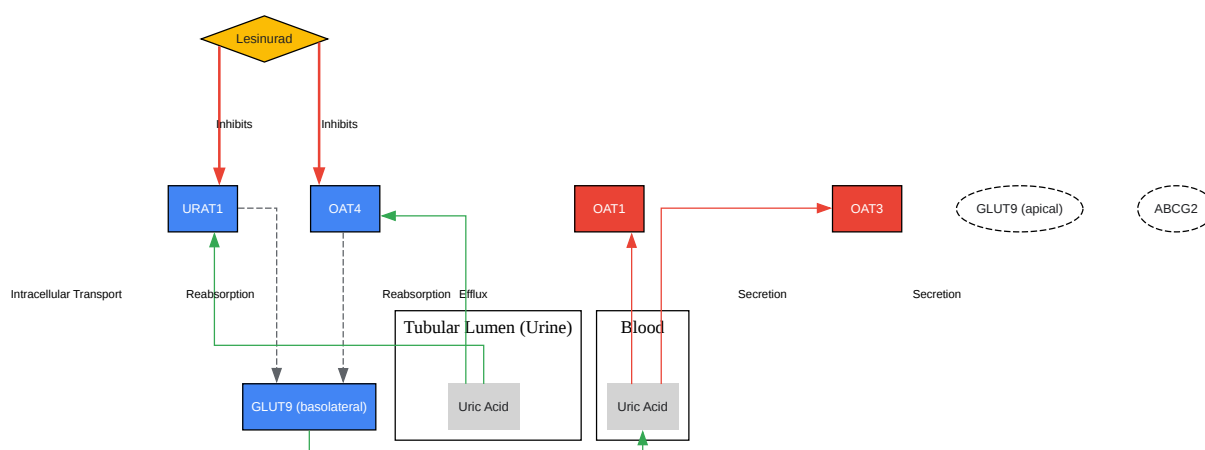 Lesinurad
Inhibits
Inhibits
URAT1
OAT4
OAT1
OAT3
GLUT9 (apical)
ABCG2
Intracellular Transport
Reabsorption
Reabsorption
Efflux
Secretion
Secretion
Tubular Lumen (Urine)
Blood
GLUT9 (basolateral)
Uric Acid
Uric Acid